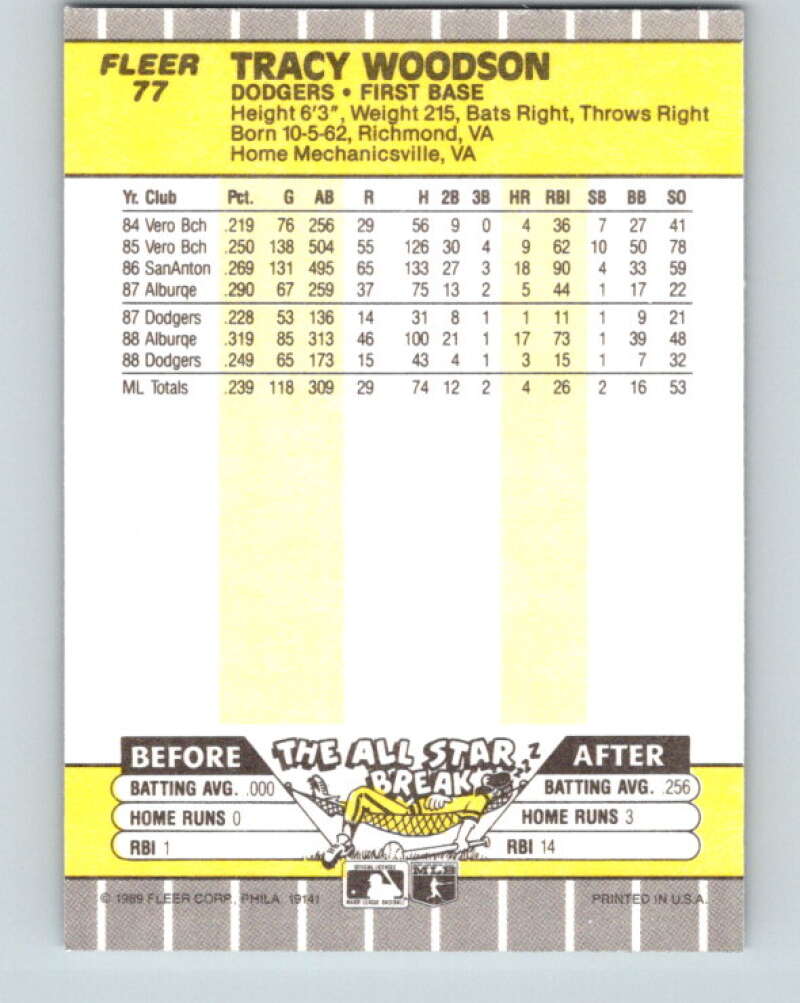 FLEER TRACY WOODSON
77 DODGERS • FIRST BASE
Height 6'3", Weight 215, Bats Right, Throws Right
Born 10-5-62, Richmond, VA
Home Mechanicsville, VA
Yr. Club Pct. G AB R H 2B 3B HR RBI SB BB SO
84 Vero Bch .219 76 256 29 56 9 0 4 36 7 27 41
85 Vero Bch .250 138 504 55 126 30 4 9 62 10 50 78
86 SanAnton .269 131 495 65 133 27 3 18 90 4 33 59
87 Alburqe .290 67 259 37 75 13 2 5 44 1 17 22
87 Dodgers .228 53 136 14 31 8 1 1 11 1 9 21
88 Alburqe .319 85 313 46 100 21 1 17 73 1 39 48
88 Dodgers .249 65 173 15 43 4 1 3 15 1 7 32
ML Totals .239 118 309 29 74 12 2 4 26 2 16 53
BEFORE THE ALL STAR BREAK ZZZ AFTER
BATTING AVG. .000 BATTING AVG. .256
HOME RUNS 0 HOME RUNS 3
RBI 1 RBI 14
OFFICIAL LICENSEE
MAJOR LEAGUE BASEBALL
MLB
© 1989 FLEER CORP., PHILA. 19141 PRINTED IN U.S.A.